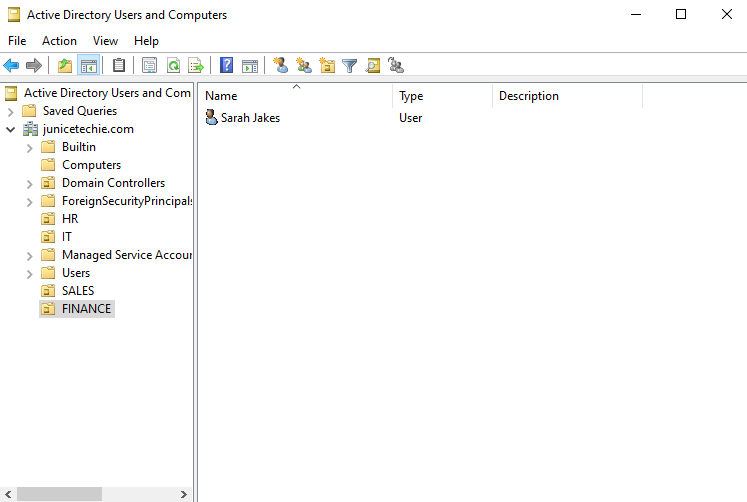 Active Directory Users and Computers
File Action View Help
Active Directory Users and Com
Saved Queries
junicetechie.com
Builtin
Computers
Domain Controllers
ForeignSecurityPrincipals
HR
IT
Managed Service Accour
Users
SALES
FINANCE
Name Type Description
Sarah Jakes User